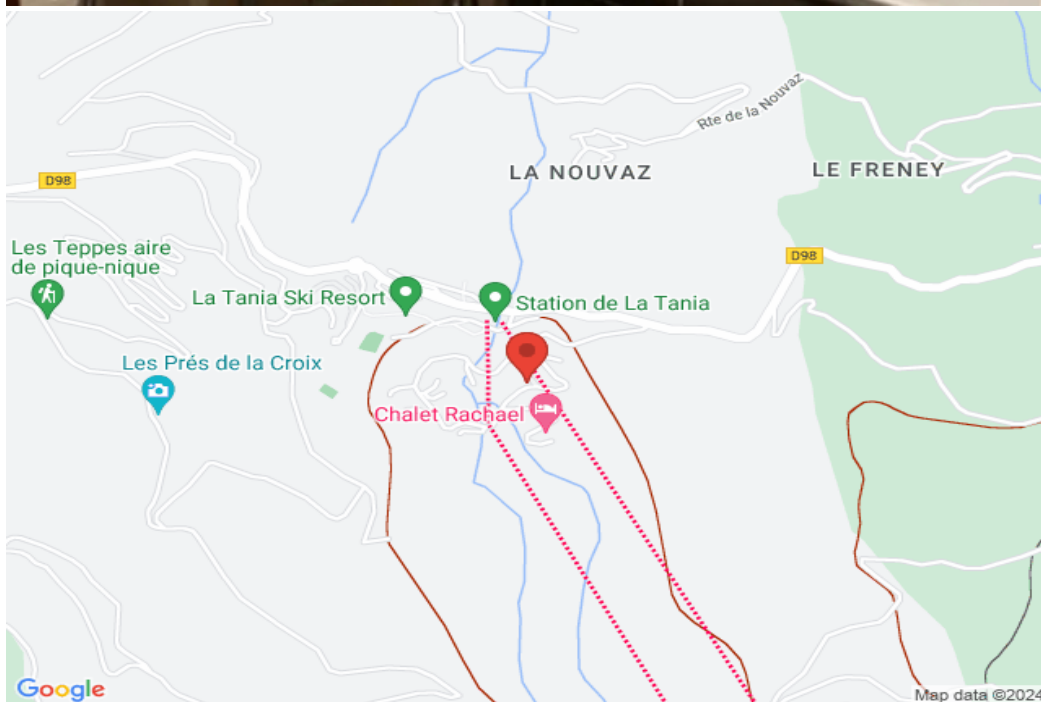 Rte de la Nouvaz
LA NOUVAZ
LE FRENEY
D98
Les Teppes aire
de pique-nique
D98
La Tania Ski Resort
Station de La Tania
Les Prés de la Croix
Chalet Rachael
Google
Map data ©2024